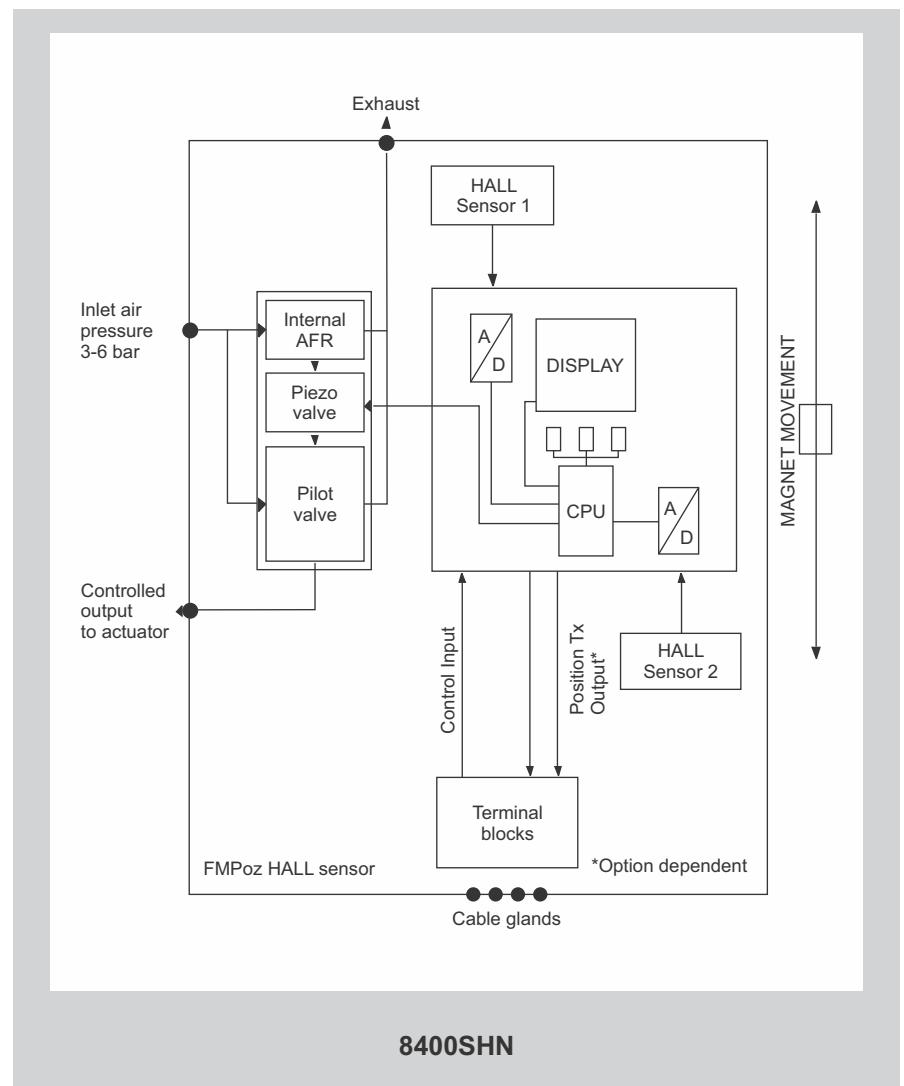 Exhaust
HALL
Sensor 1
Inlet air
pressure
3-6 bar
Internal
AFR
Piezo
valve
Pilot
valve
A
D
DISPLAY
CPU
A
D
MAGNET MOVEMENT
Controlled
output
to actuator
Control Input
Position Tx
Output*
HALL
Sensor 2
Terminal
blocks
FMPoz HALL sensor
*Option dependent
Cable glands
8400SHN